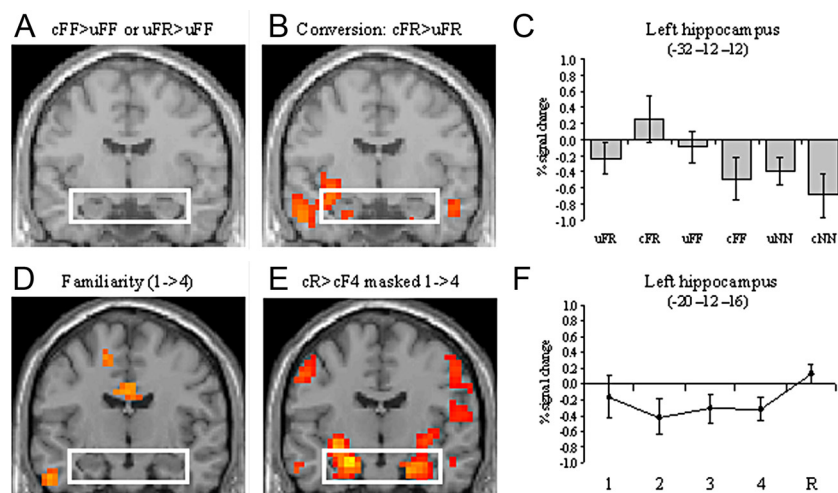 A cFF>uFF or uFR>uFF
B Conversion: cFR>uFR
C Left hippocampus
(-32 -12 -12)
% signal change
1.0
0.8
0.6
0.4
0.2
0.0
-0.2
-0.4
-0.6
-0.8
-1.0
uFR cFR uFF cFF uNN cNN
D Familiarity (1->4)
E cR>cF4 masked 1->4
F Left hippocampus
(-20 -12 -16)
% signal change
1.0
0.8
0.6
0.4
0.2
0.0
-0.2
-0.4
-0.6
-0.8
-1.0
1 2 3 4 R